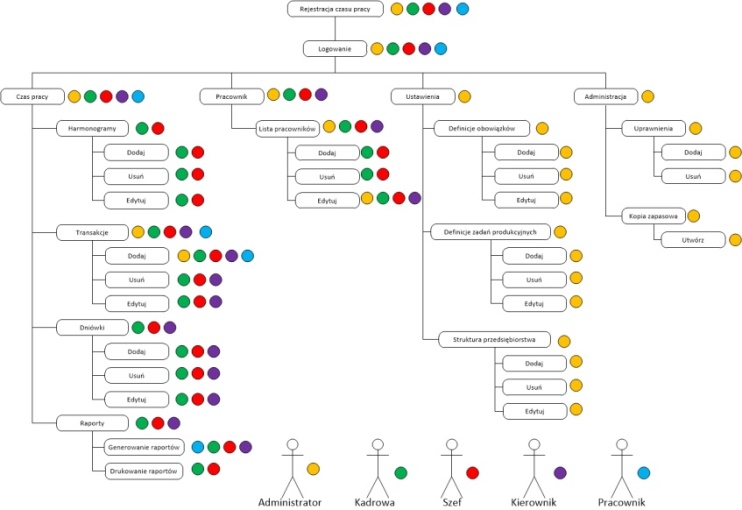 Rejestracja czasu pracy
Logowanie
Czas pracy
Harmonogramy
Dodaj
Usuń
Edytuj
Transakcje
Dodaj
Usuń
Edytuj
Dniówki
Dodaj
Usuń
Edytuj
Raporty
Generowanie raportów
Drukowanie raportów
Pracownik
Lista pracowników
Dodaj
Usuń
Edytuj
Ustawienia
Definicje obowiązków
Dodaj
Usuń
Edytuj
Definicje zadań produkcyjnych
Dodaj
Usuń
Edytuj
Struktura przedsiębiorstwa
Dodaj
Usuń
Edytuj
Administracja
Uprawnienia
Dodaj
Usuń
Kopia zapasowa
Utwórz
Administrator
Kadrowa
Szef
Kierownik
Pracownik